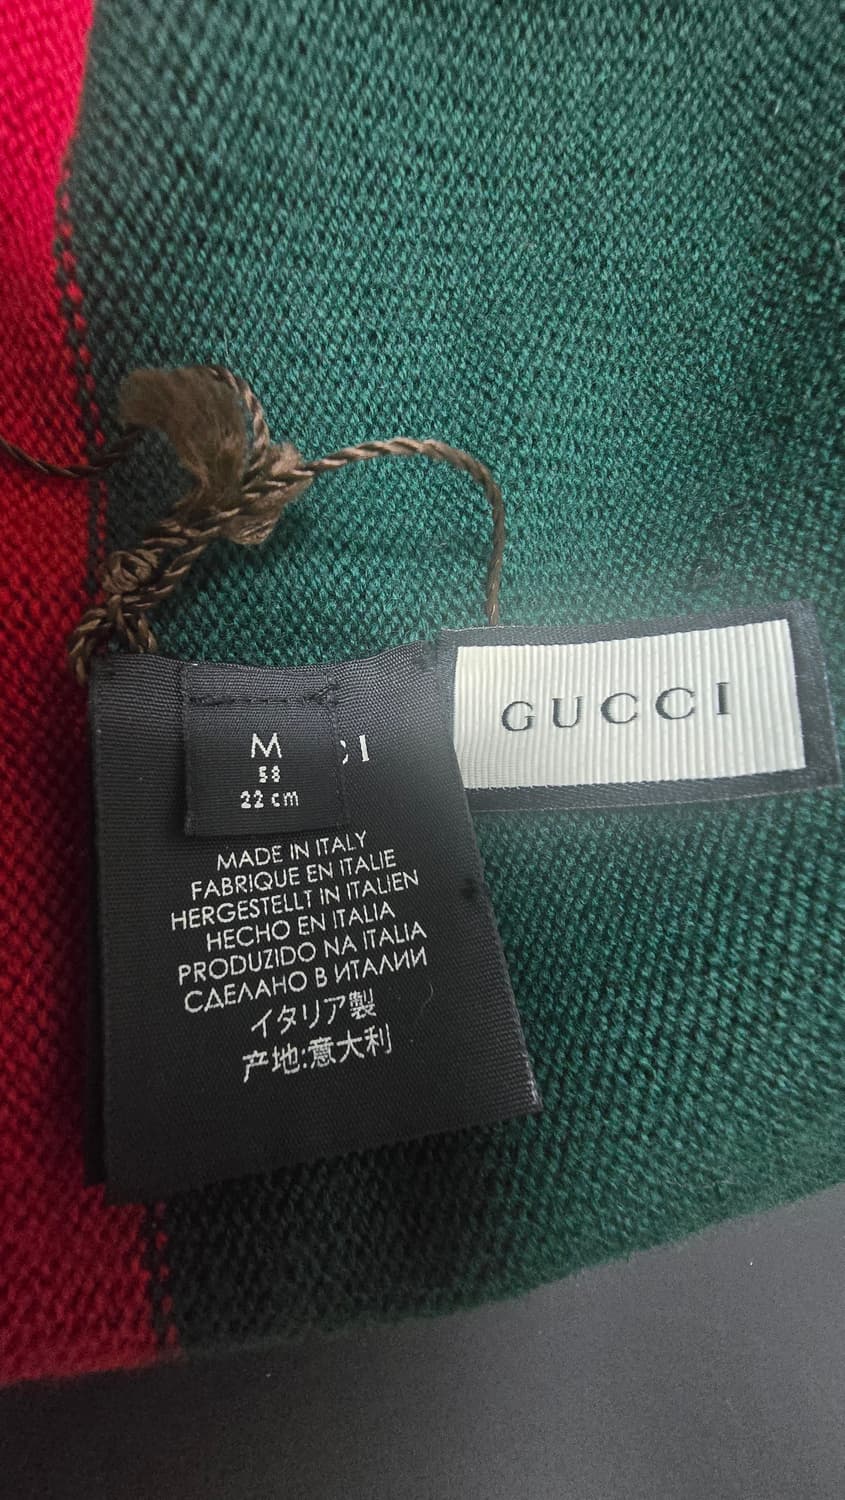 GUCCI
M
58
22 cm
CI
MADE IN ITALY
FABRIQUE EN ITALIE
HERGESTELLT IN ITALIEN
HECHO EN ITALIA
PRODUZIDO NA ITALIA
СДЕЛАНО В ИТАЛИИ
イタリア製
产地:意大利